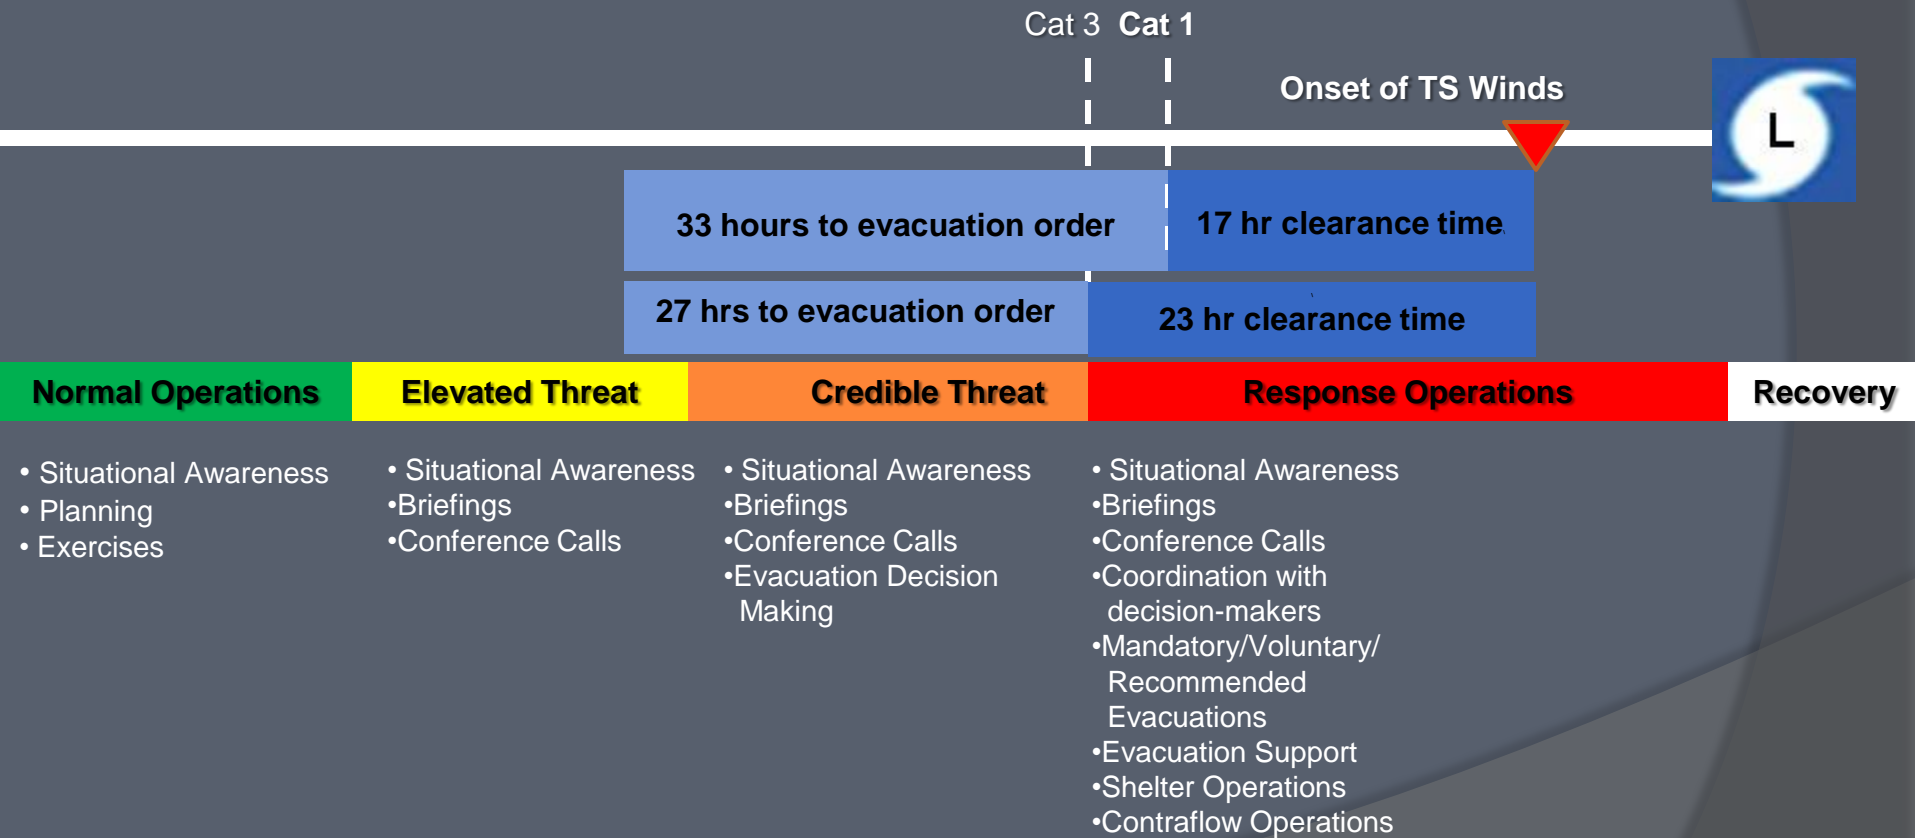 Cat 3 Cat 1
Onset of TS Winds
L
33 hours to evacuation order
17 hr clearance time
27 hrs to evacuation order
23 hr clearance time
Normal Operations
Elevated Threat
Credible Threat
Response Operations
Recovery
• Situational Awareness
• Planning
• Exercises
• Situational Awareness
•Briefings
•Conference Calls
• Situational Awareness
•Briefings
•Conference Calls
•Evacuation Decision
Making
• Situational Awareness
•Briefings
•Conference Calls
•Coordination with
decision-makers
•Mandatory/Voluntary/
Recommended
Evacuations
•Evacuation Support
•Shelter Operations
•Contraflow Operations